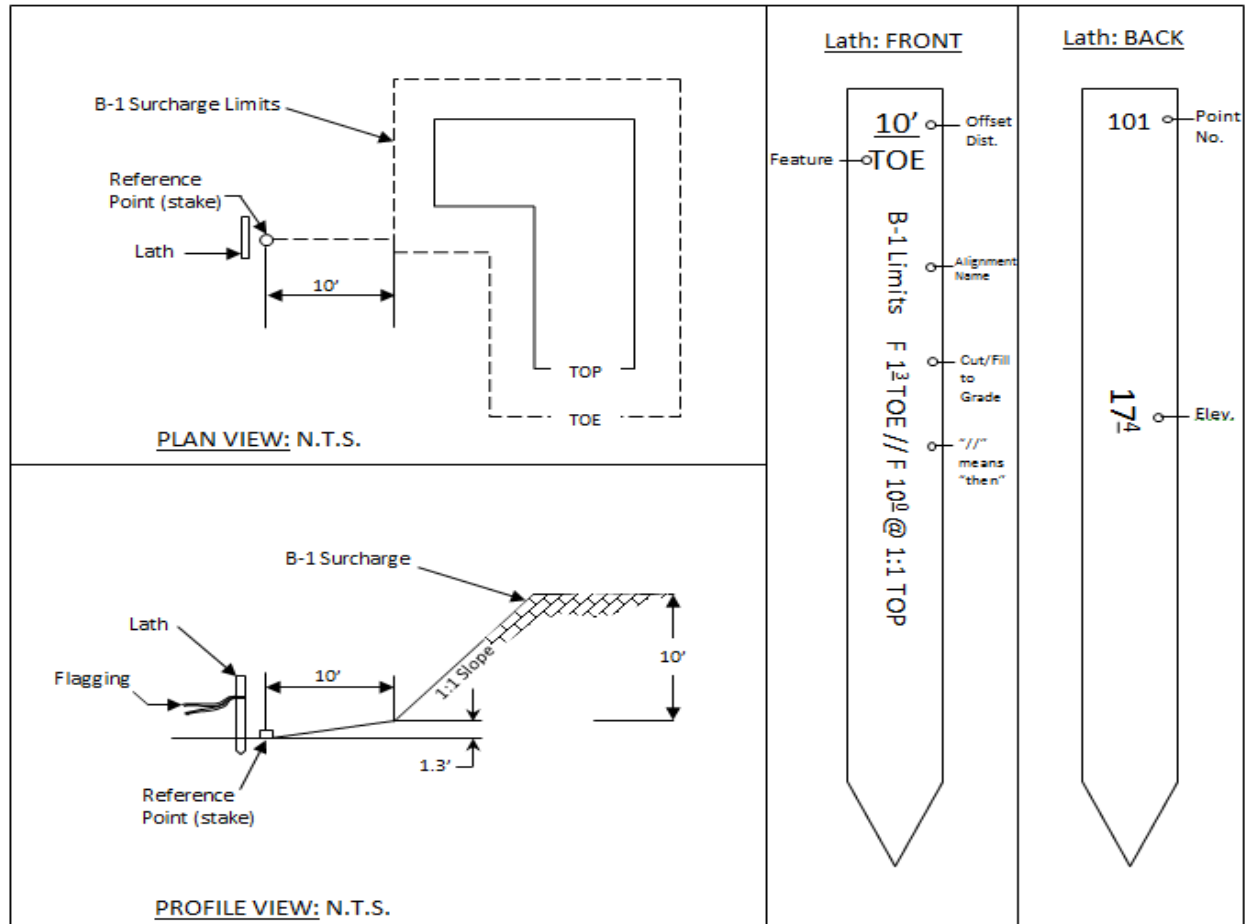 B-1 Surcharge Limits
Reference
Point (stake)
Lath
10'
TOP
TOE
PLAN VIEW: N.T.S.
B-1 Surcharge
Lath
Flagging
10'
1:1 Slope
10'
1.3'
Reference
Point (stake)
PROFILE VIEW: N.T.S.
Lath: FRONT
10'
Offset
Dist.
Feature
TOE
B-1 Limits F 1³ TOE // F 10⁰ @ 1:1 TOP
Alignment
Name
Cut/Fill
to
Grade
"//"
means
"then"
Lath: BACK
101
Point
No.
17⁴
Elev.